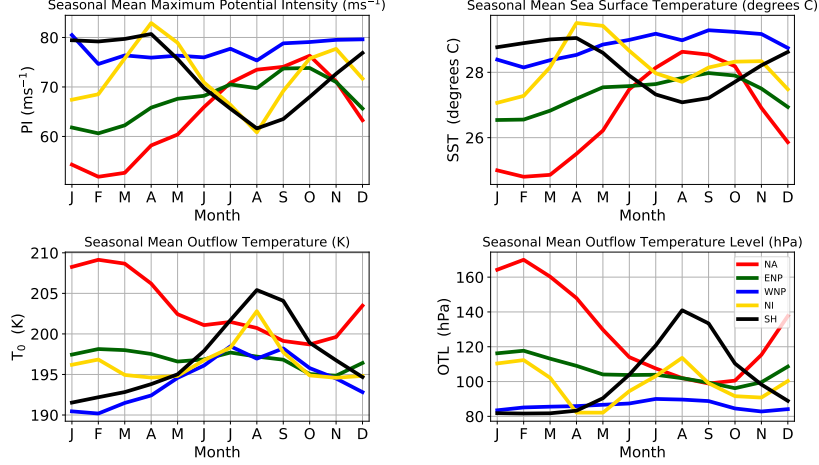 Seasonal Mean Maximum Potential Intensity (ms⁻¹)
PI (ms⁻¹)
80
70
60
J F M A M J J A S O N D
Month
Seasonal Mean Sea Surface Temperature (degrees C)
SST (degrees C)
28
26
J F M A M J J A S O N D
Month
Seasonal Mean Outflow Temperature (K)
T₀ (K)
210
205
200
195
190
J F M A M J J A S O N D
Month
Seasonal Mean Outflow Temperature Level (hPa)
OTL (hPa)
160
140
120
100
80
NA
ENP
WNP
NI
SH
J F M A M J J A S O N D
Month